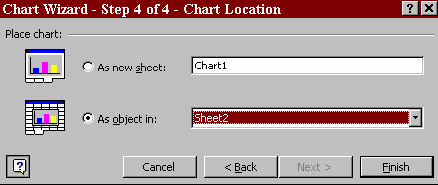 Chart Wizard - Step 4 of 4 - Chart Location
? ×
Place chart:
As new sheet: Chart1
As object in: Sheet2
? Cancel < Back Next > Finish